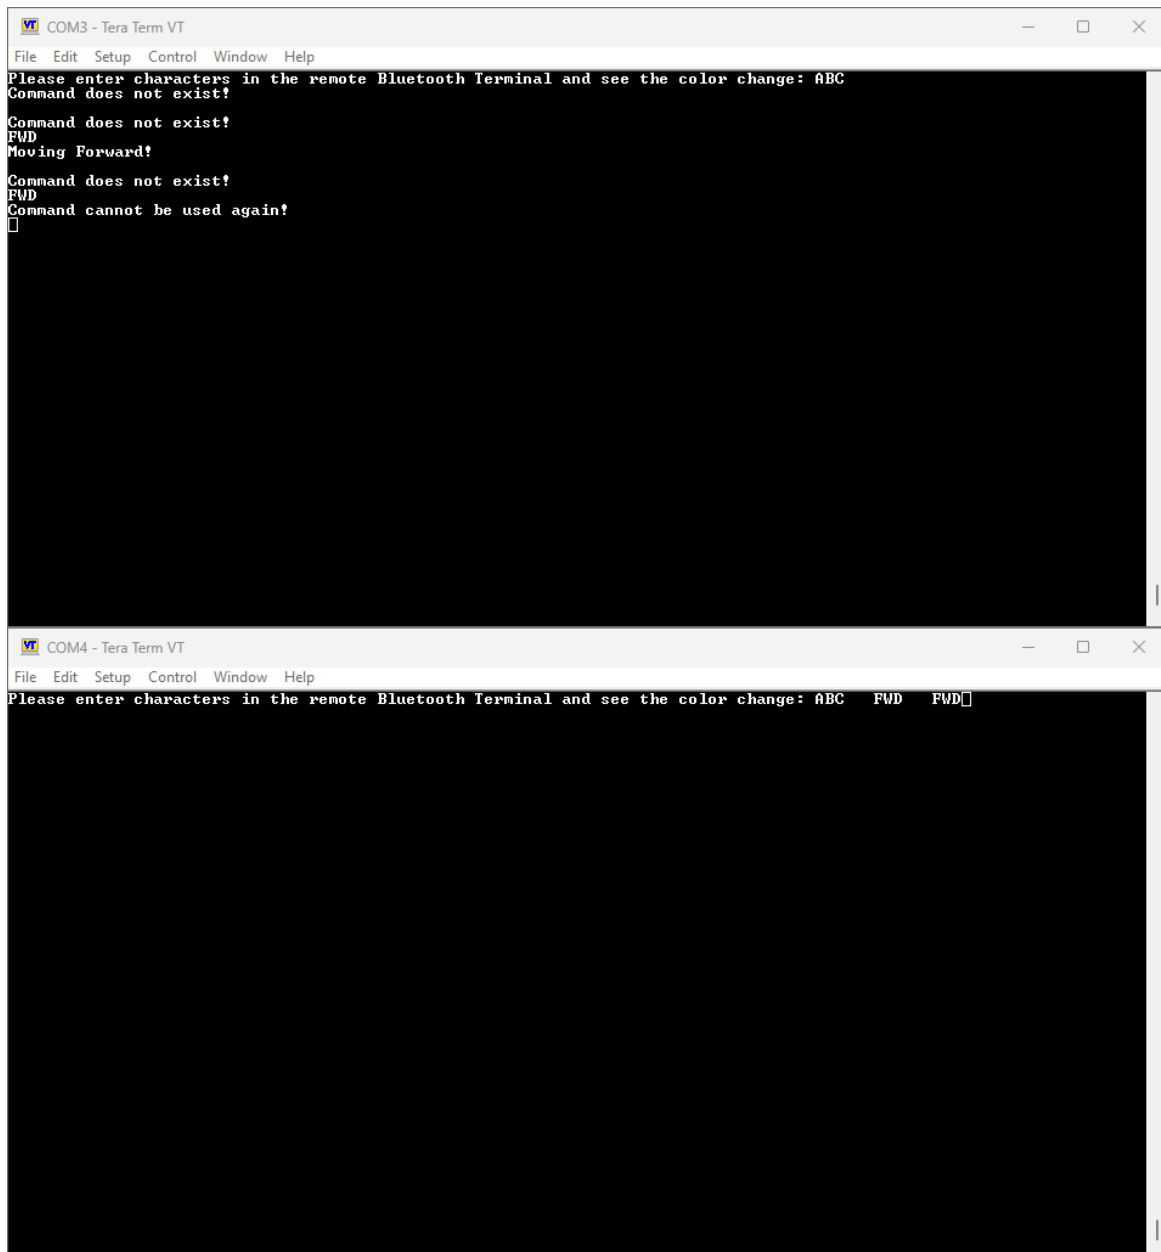 COM3 - Tera Term VT
File Edit Setup Control Window Help
Please enter characters in the remote Bluetooth Terminal and see the color change: ABC
Command does not exist!
Command does not exist!
FWD
Moving Forward!
Command does not exist!
FWD
Command cannot be used again!
COM4 - Tera Term VT
File Edit Setup Control Window Help
Please enter characters in the remote Bluetooth Terminal and see the color change: ABC   FWD   FWD